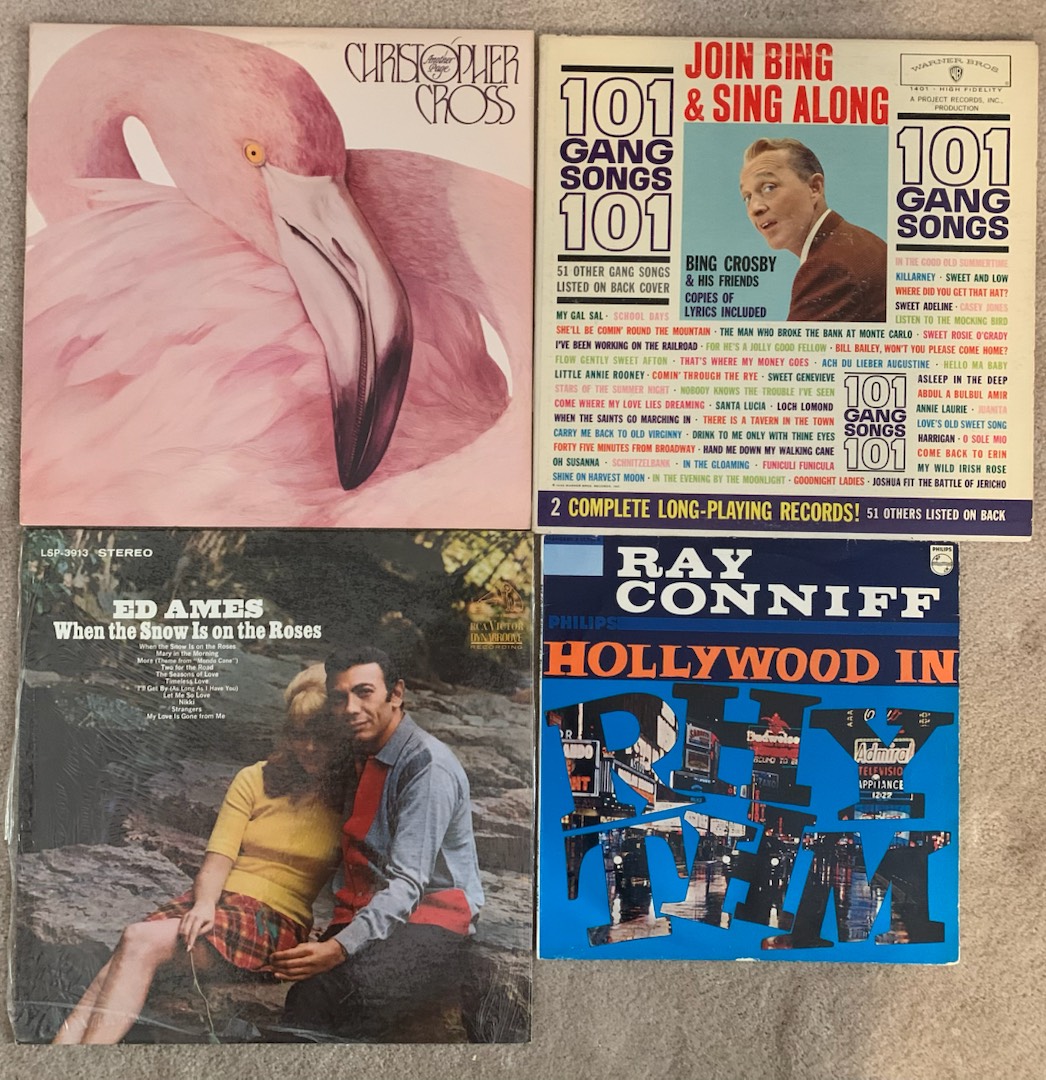 CHRISTOPHER
Another
Page
CROSS
JOIN BING
& SING ALONG
WARNER BROS
WB
1401 · HIGH FIDELITY
A PROJECT RECORDS, INC.,
PRODUCTION
101
GANG
SONGS
101
51 OTHER GANG SONGS
LISTED ON BACK COVER
BING CROSBY
& HIS FRIENDS
COPIES OF
LYRICS INCLUDED
101
GANG
SONGS
IN THE GOOD OLD SUMMERTIME
KILLARNEY · SWEET AND LOW
WHERE DID YOU GET THAT HAT?
SWEET ADELINE · CASEY JONES
LISTEN TO THE MOCKING BIRD
MY GAL SAL · SCHOOL DAYS
SHE'LL BE COMIN' ROUND THE MOUNTAIN · THE MAN WHO BROKE THE BANK AT MONTE CARLO · SWEET ROSIE O'GRADY
I'VE BEEN WORKING ON THE RAILROAD · FOR HE'S A JOLLY GOOD FELLOW · BILL BAILEY, WON'T YOU PLEASE COME HOME?
FLOW GENTLY SWEET AFTON · THAT'S WHERE MY MONEY GOES · ACH DU LIEBER AUGUSTINE · HELLO MA BABY
LITTLE ANNIE ROONEY · COMIN' THROUGH THE RYE · SWEET GENEVIEVE
STARS OF THE SUMMER NIGHT · NOBODY KNOWS THE TROUBLE I'VE SEEN
COME WHERE MY LOVE LIES DREAMING · SANTA LUCIA · LOCH LOMOND
WHEN THE SAINTS GO MARCHING IN · THERE IS A TAVERN IN THE TOWN
CARRY ME BACK TO OLD VIRGINNY · DRINK TO ME ONLY WITH THINE EYES
FORTY FIVE MINUTES FROM BROADWAY · HAND ME DOWN MY WALKING CANE
OH SUSANNA · SCHNITZELBANK · IN THE GLOAMING · FUNICULI FUNICULA
SHINE ON HARVEST MOON · IN THE EVENING BY THE MOONLIGHT · GOODNIGHT LADIES · JOSHUA FIT THE BATTLE OF JERICHO
101
GANG
SONGS
101
ASLEEP IN THE DEEP
ABDUL A BULBUL AMIR
ANNIE LAURIE · JUANITA
LOVE'S OLD SWEET SONG
HARRIGAN · O SOLE MIO
COME BACK TO ERIN
MY WILD IRISH ROSE
2 COMPLETE LONG-PLAYING RECORDS! 51 OTHERS LISTED ON BACK
LSP-3913 STEREO
ED AMES
When the Snow Is on the Roses
When the Snow Is on the Roses
Mary in the Morning
More (Theme from "Mondo Cane")
Two for the Road
The Seasons of Love
Timeless Love
I'll Get By (As Long As I Have You)
Let Me So Love
Nikki
Strangers
My Love Is Gone from Me
RCA VICTOR
DYNAGROOVE
RECORDING
RAY
CONNIFF
PHILIPS
PHILIPS
HOLLYWOOD IN
RHY
THM
Budweiser
Admiral
TELEVISIO
APPLIANCE
1227